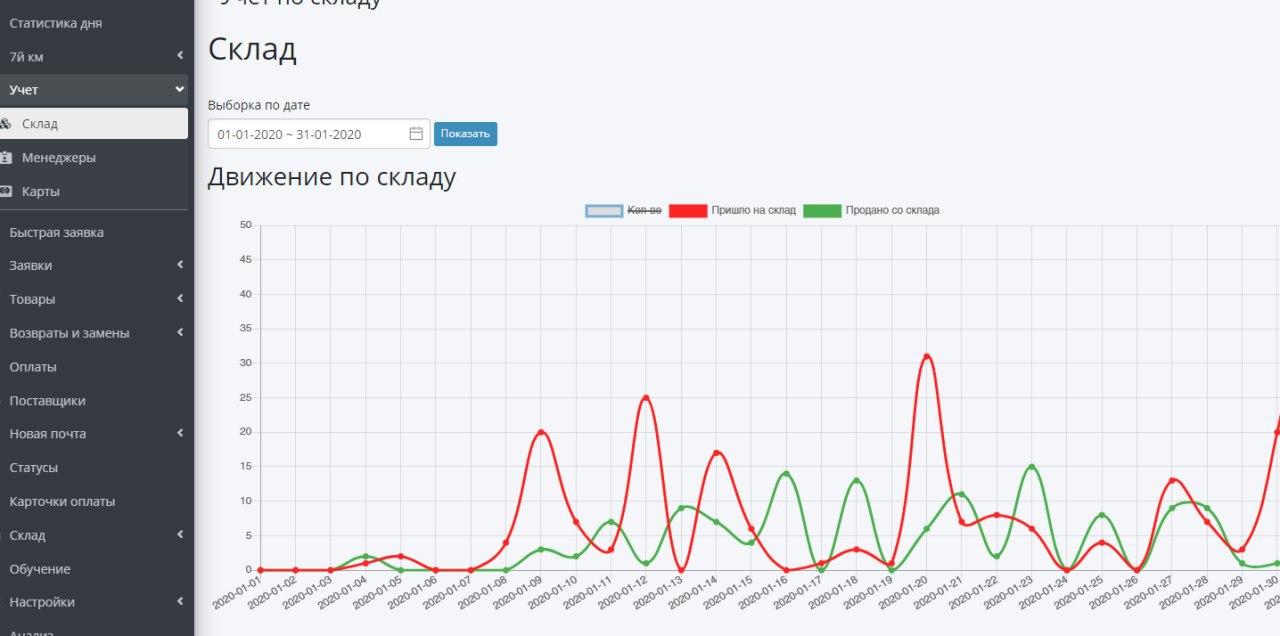 Статистика дня
7й км
Учет
Склад
Менеджеры
Карты
Быстрая заявка
Заявки
Товары
Возвраты и замены
Оплаты
Поставщики
Новая почта
Статусы
Карточки оплаты
Склад
Обучение
Настройки
Анализ
Учет по складу
Склад
Выборка по дате
01-01-2020 ~ 31-01-2020
Показать
Движение по складу
Кол-во Пришло на склад Продано со склада
50
45
40
35
30
25
20
15
10
5
0
2020-01-01
2020-01-02
2020-01-03
2020-01-04
2020-01-05
2020-01-06
2020-01-07
2020-01-08
2020-01-09
2020-01-10
2020-01-11
2020-01-12
2020-01-13
2020-01-14
2020-01-15
2020-01-16
2020-01-17
2020-01-18
2020-01-19
2020-01-20
2020-01-21
2020-01-22
2020-01-23
2020-01-24
2020-01-25
2020-01-26
2020-01-27
2020-01-28
2020-01-29
2020-01-30